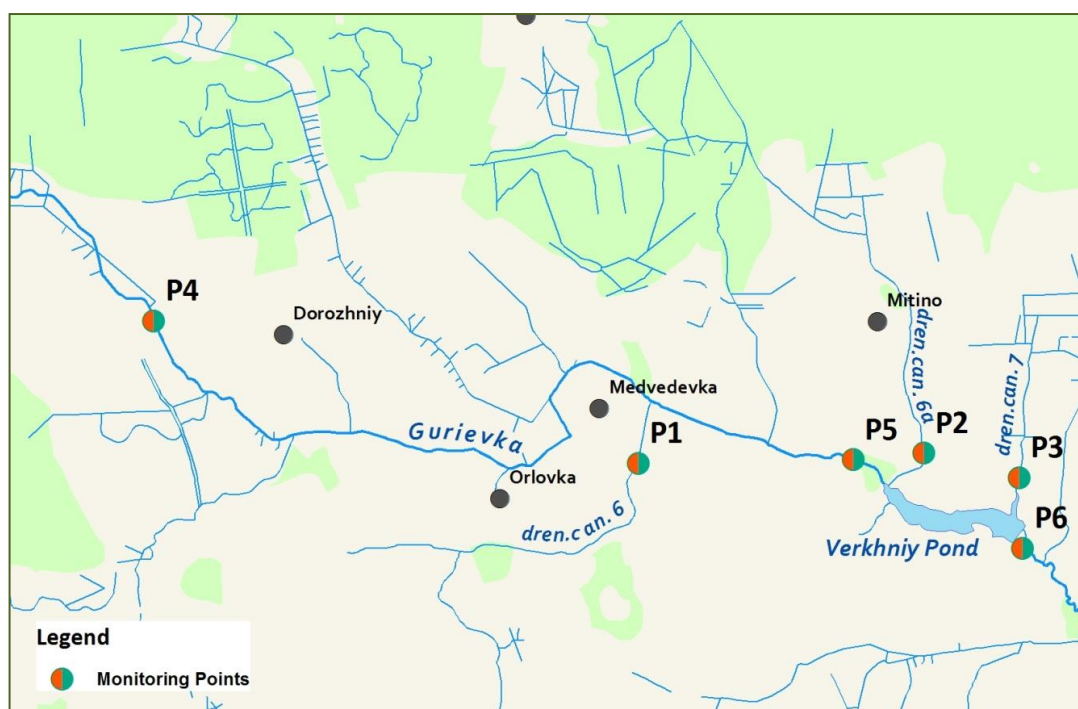 P4
Dorozhniy
Mitino
dren.can. 6a
dren.can. 7
Medvedevka
Gurievka
P1
P5
P2
P3
Orlovka
dren.c an. 6
Verkhniy Pond
P6
Legend
Monitoring Points